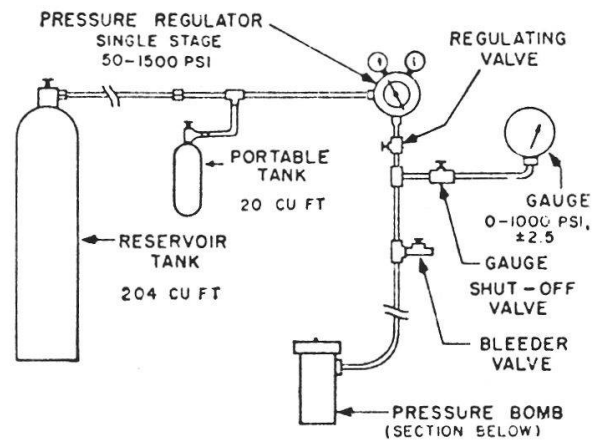 PRESSURE REGULATOR
SINGLE STAGE
50-1500 PSI
REGULATING
VALVE
PORTABLE
TANK
20 CU FT
GAUGE
0-1000 PSI,
±2.5
RESERVOIR
TANK
204 CU FT
GAUGE
SHUT-OFF
VALVE
BLEEDER
VALVE
PRESSURE BOMB
(SECTION BELOW)